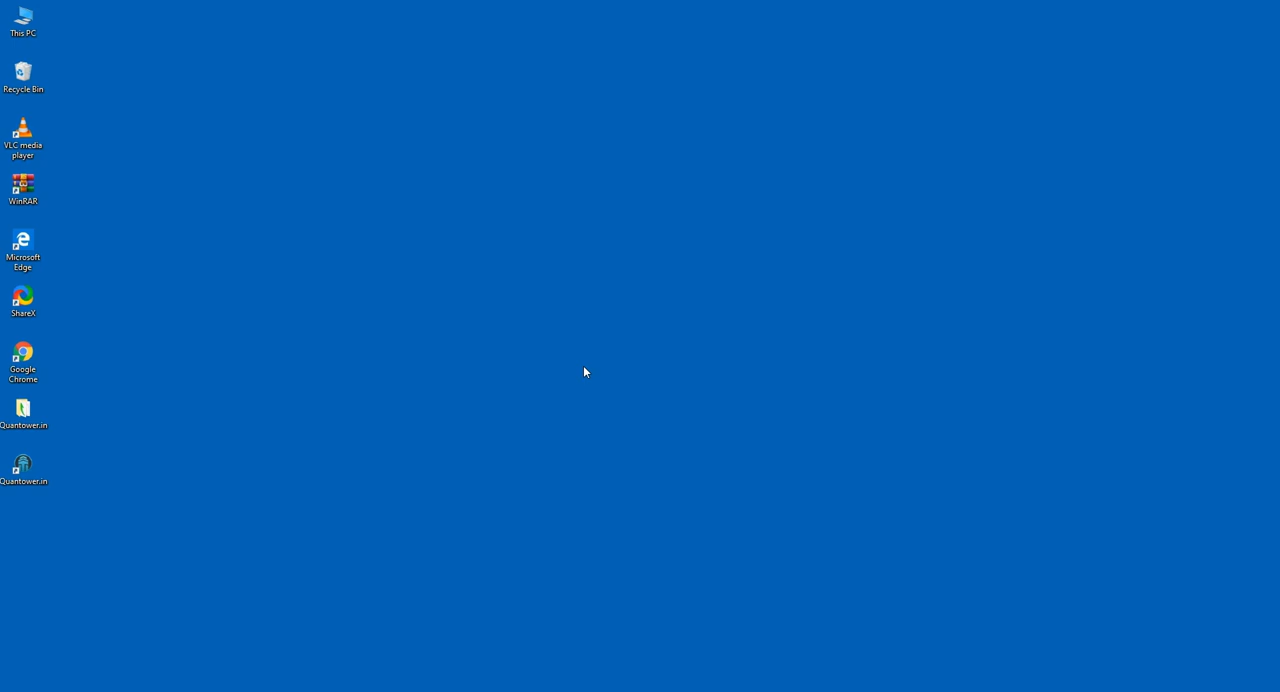 This PC
Recycle Bin
VLC media
player
WinRAR
Microsoft
Edge
ShareX
Google
Chrome
Quantower.in
Quantower.in